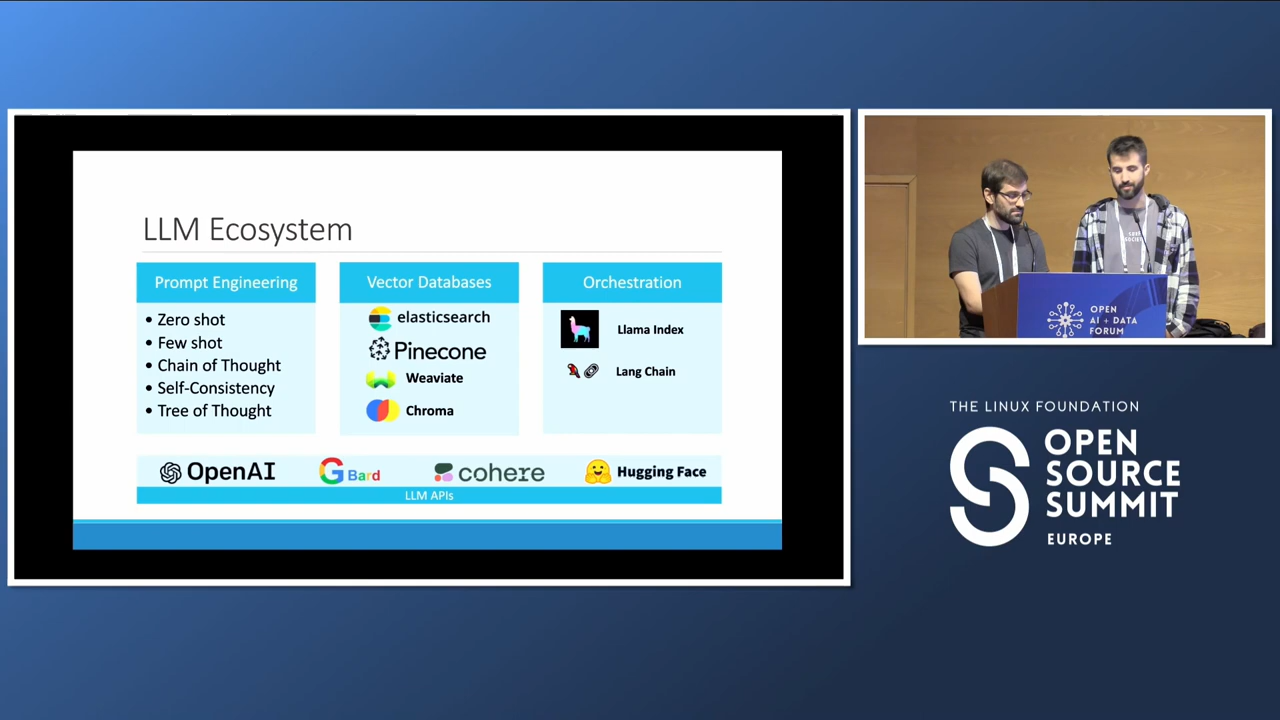 LLM Ecosystem
Prompt Engineering
• Zero shot
• Few shot
• Chain of Thought
• Self-Consistency
• Tree of Thought
Vector Databases
elasticsearch
Pinecone
Weaviate
Chroma
Orchestration
Llama Index
Lang Chain
OpenAI
G Bard
cohere
Hugging Face
LLM APIs
OPEN
AI + DATA
FORUM
THE LINUX FOUNDATION
OPEN
SOURCE
SUMMIT
EUROPE